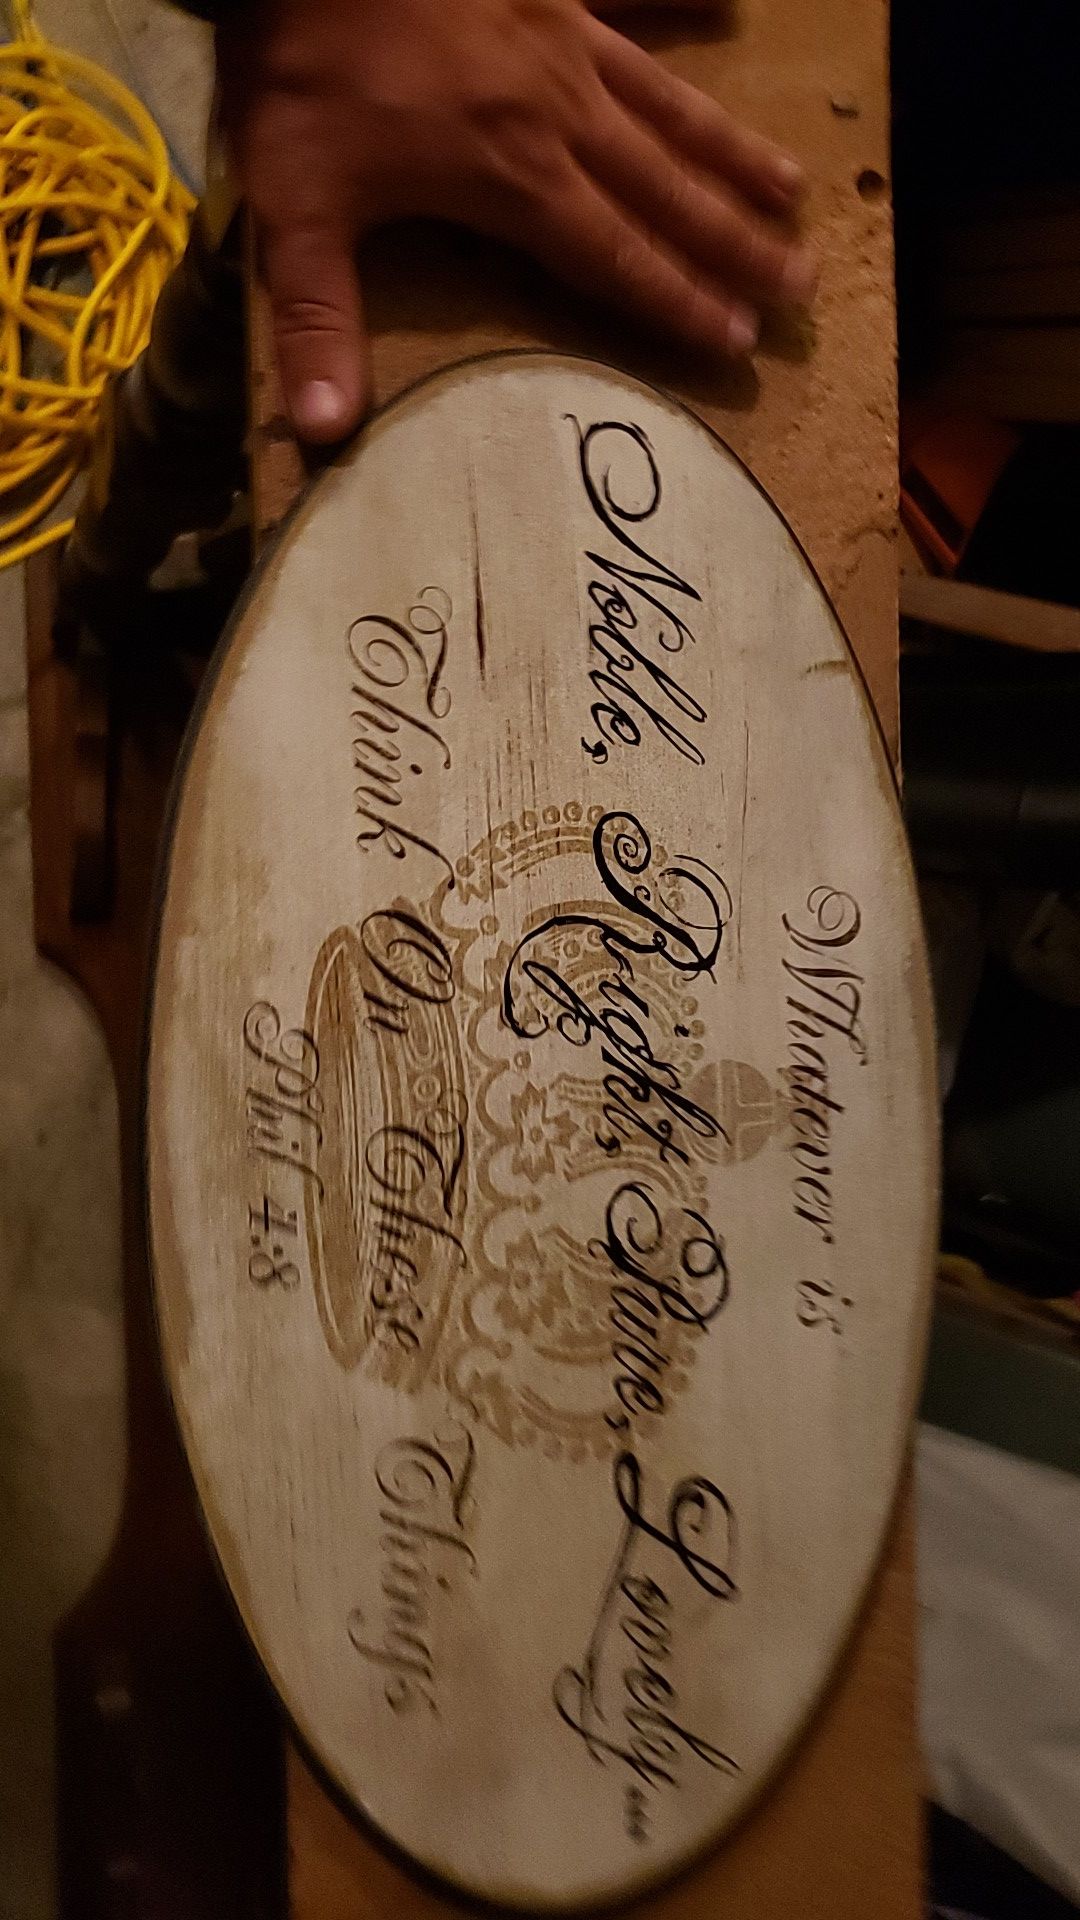 Whatever is
Noble, Right, Pure, Lovely...
Think On These Things
Phil 4:8